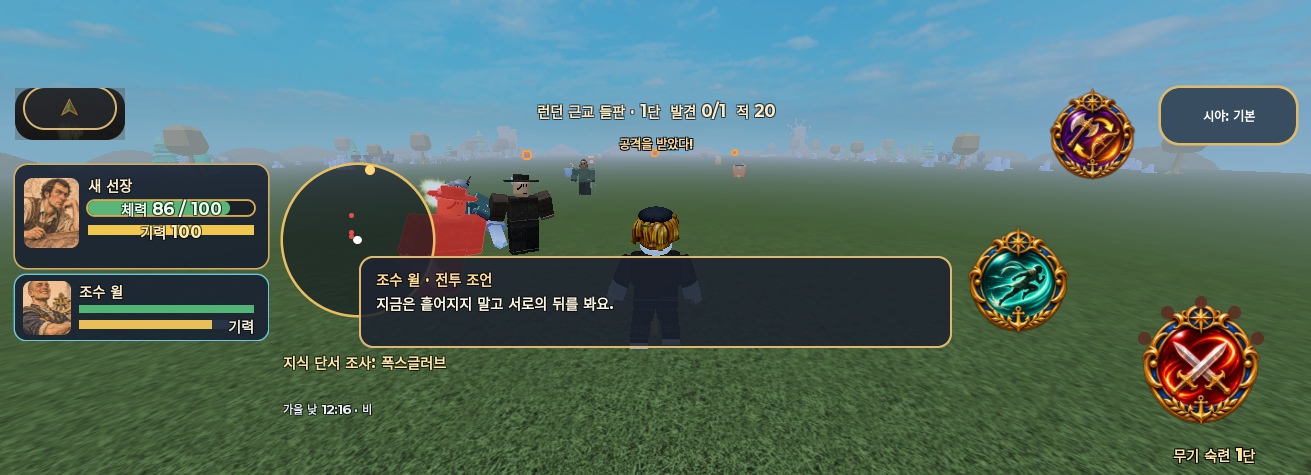 런던 근교 들판 · 1단 발견 0/1 적 20
공격을 받았다!
시야: 기본
새 선장
체력 86 / 100
기력 100
조수 월
기력
조수 월 · 전투 조언
지금은 흩어지지 말고 서로의 뒤를 봐요.
지식 단서 조사: 폭스글러브
가을 낮 12:16 · 비
무기 숙련 1단